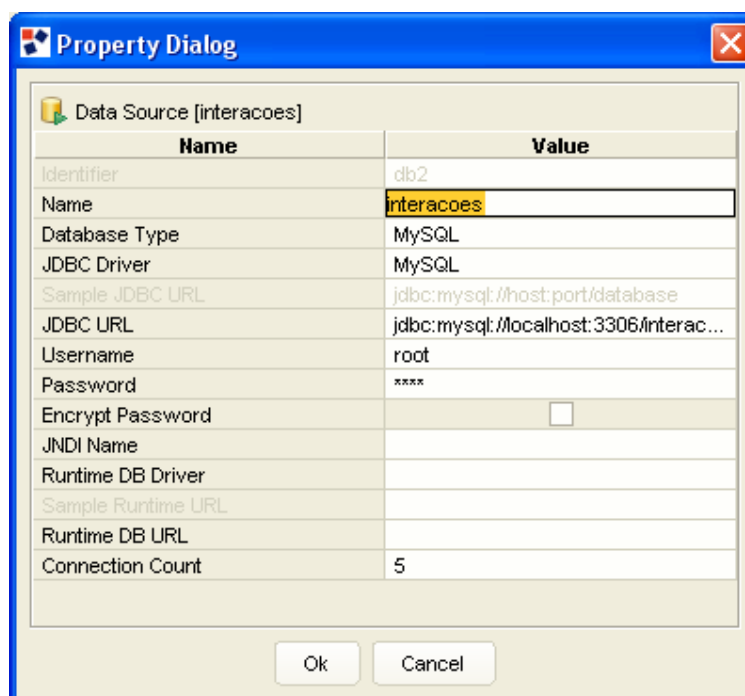 Property Dialog
Data Source [interacoes]
Name Value
Identifier db2
Name interacoes
Database Type MySQL
JDBC Driver MySQL
Sample JDBC URL jdbc:mysql://host:port/database
JDBC URL jdbc:mysql://localhost:3306/interac...
Username root
Password ****
Encrypt Password
JNDI Name
Runtime DB Driver
Sample Runtime URL
Runtime DB URL
Connection Count 5
Ok Cancel